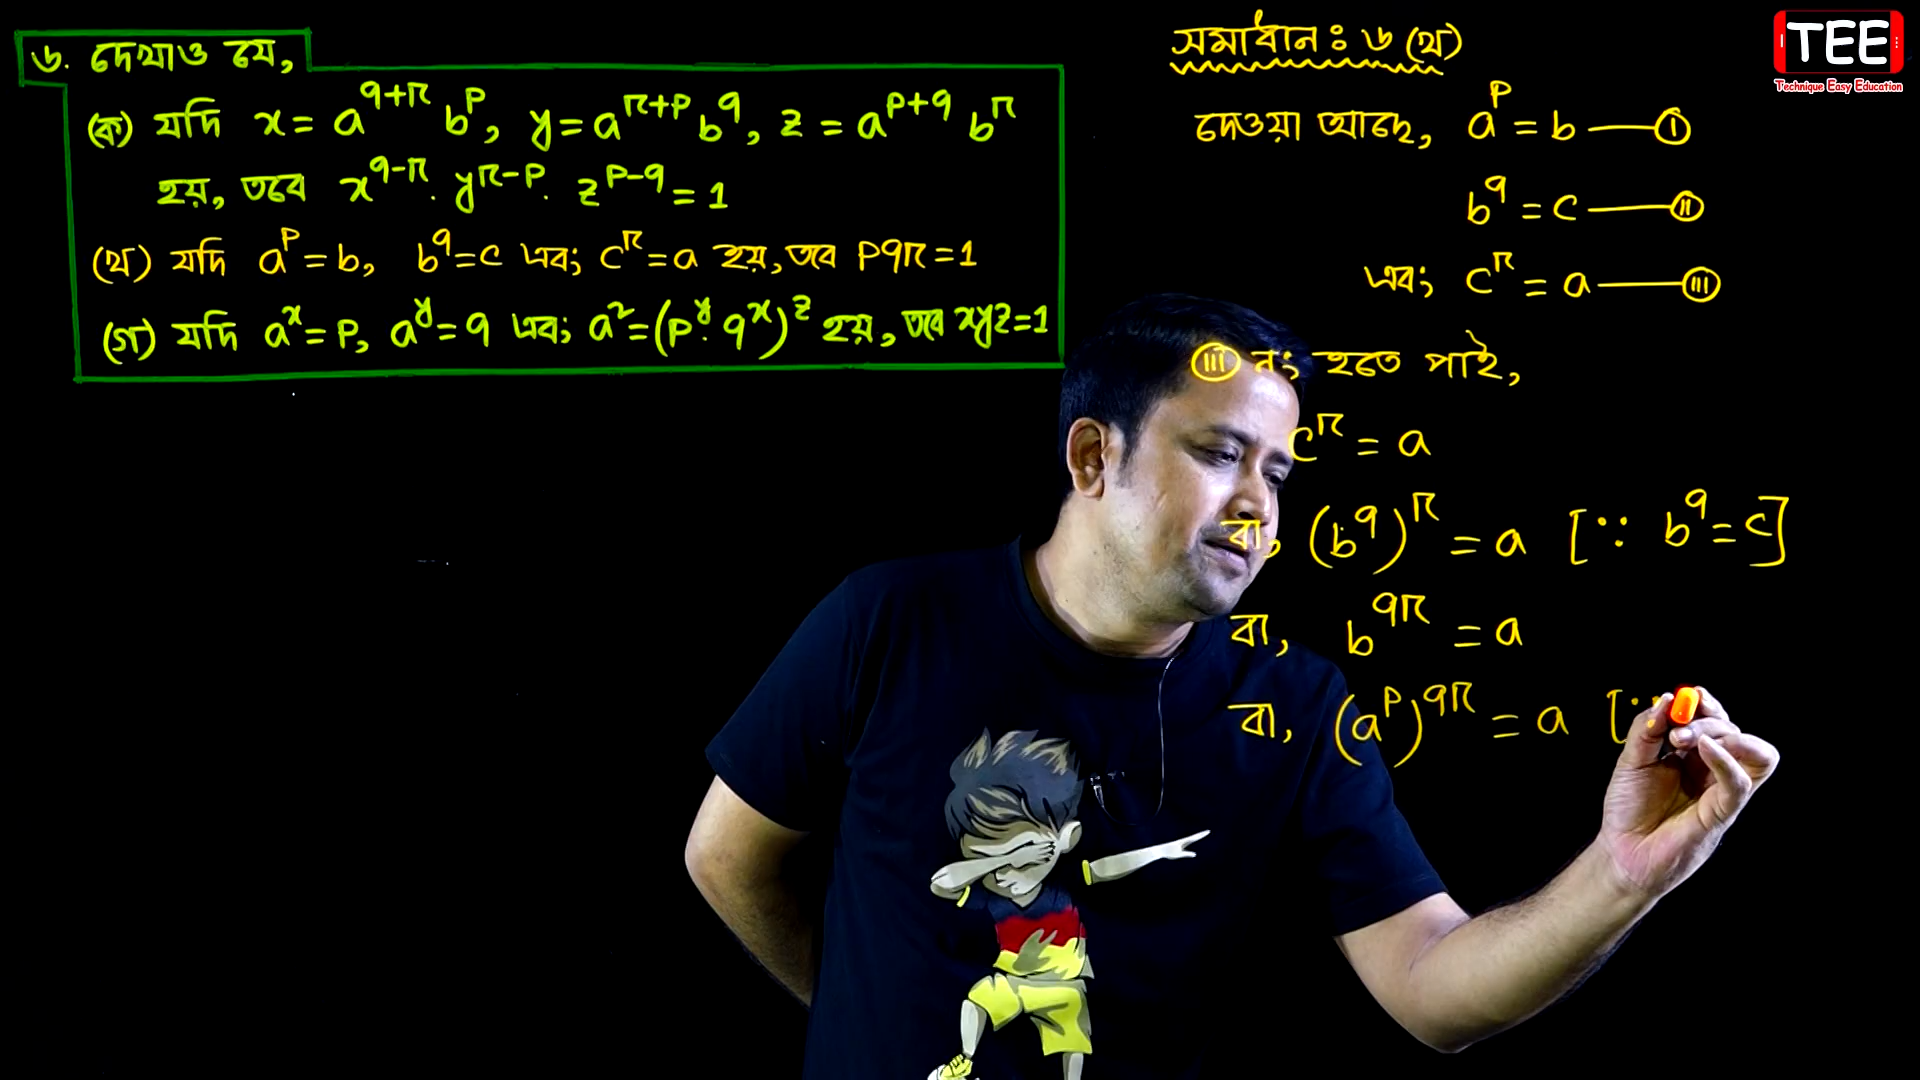 ৬. দেখাও যে,
(ক) যদি x = a^{q+r} b^p, y = a^{r+p} b^q, z = a^{p+q} b^r
হয়, তবে x^{q-r} . y^{r-p} . z^{p-q} = 1
(খ) যদি a^p = b, b^q = c এবং c^r = a হয়, তবে pqr = 1
(গ) যদি a^x = p, a^y = q এবং a^2 = (p^y . q^x)^z হয়, তবে xyz = 1
সমাধান ঃ ৬ (খ)
দেওয়া আছে, a^p = b — (i)
b^q = c — (ii)
এবং c^r = a — (iii)
(iii) নং হতে পাই,
c^r = a
বা, (b^q)^r = a [∵ b^q = c]
বা, b^{qr} = a
বা, (a^p)^{qr} = a [∵
TEE
Technique Easy Education